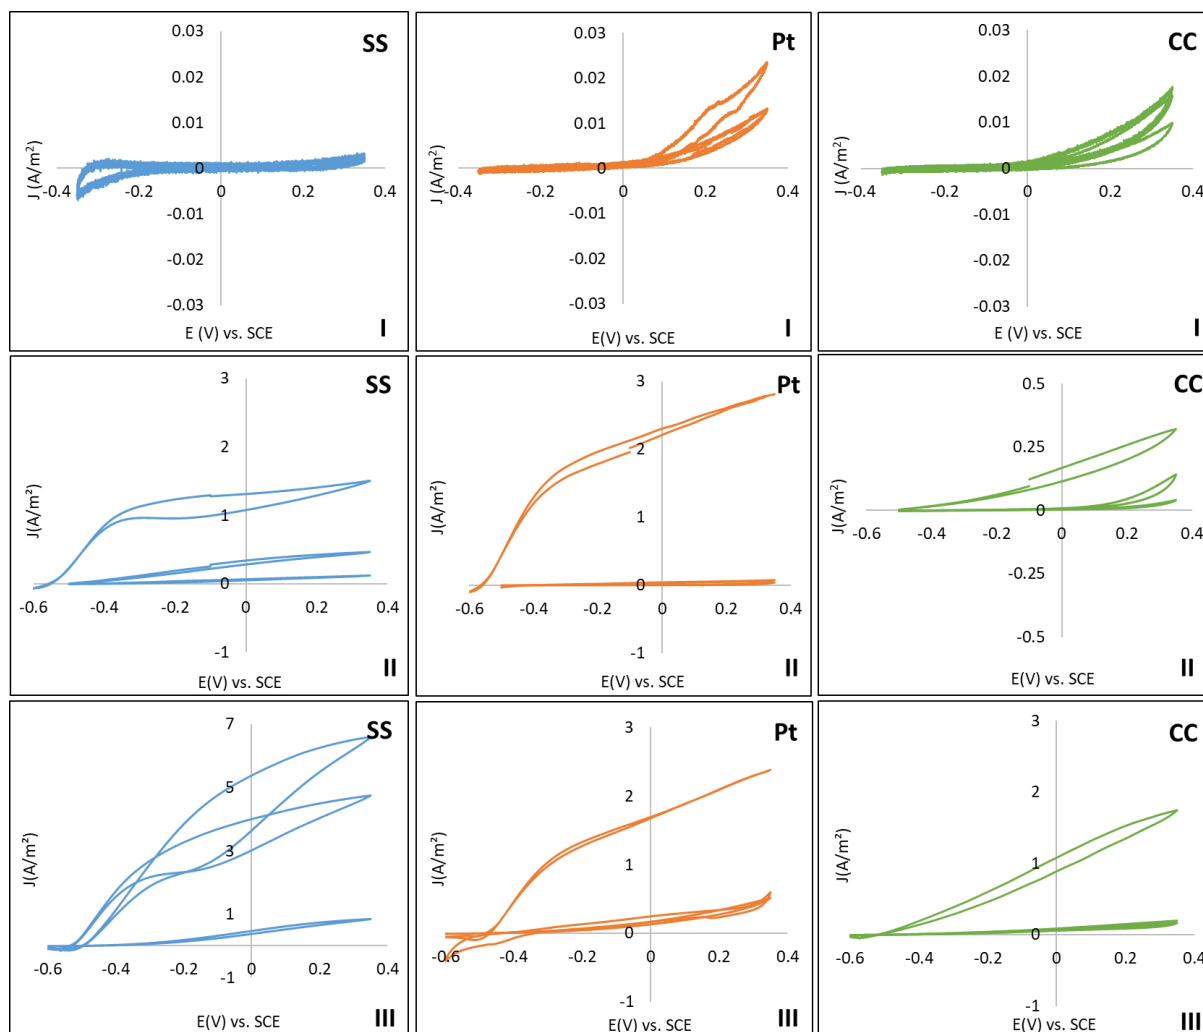 SS
0.03
0.02
0.01
0
-0.01
-0.02
-0.03
-0.4 -0.2 0 0.2 0.4
J (A/m²)
E (V) vs. SCE
I
Pt
0.03
0.02
0.01
0
-0.01
-0.02
-0.03
-0.4 -0.2 0 0.2 0.4
J (A/m²)
E(V) vs. SCE
I
CC
0.03
0.02
0.01
0
-0.01
-0.02
-0.03
-0.4 -0.2 0 0.2 0.4
J (A/m²)
E(V) vs. SCE
I
SS
3
2
1
0
-1
-0.6 -0.4 -0.2 0 0.2 0.4
J(A/m²)
E(V) vs. SCE
II
Pt
3
2
1
0
-1
-0.6 -0.4 -0.2 0 0.2 0.4
J(A/m²)
E(V) vs. SCE
II
CC
0.5
0.25
0
-0.25
-0.5
-0.6 -0.4 -0.2 0 0.2 0.4
J(A/m²)
E(V) vs. SCE
II
SS
7
5
3
1
-1
-0.6 -0.4 -0.2 0 0.2 0.4
J(A/m²)
E(V) vs. SCE
III
Pt
3
2
1
0
-1
-0.6 -0.4 -0.2 0 0.2 0.4
J(A/m²)
E(V) vs. SCE
III
CC
3
2
1
0
-1
-0.6 -0.4 -0.2 0 0.2 0.4
J(A/m²)
E(V) vs. SCE
III